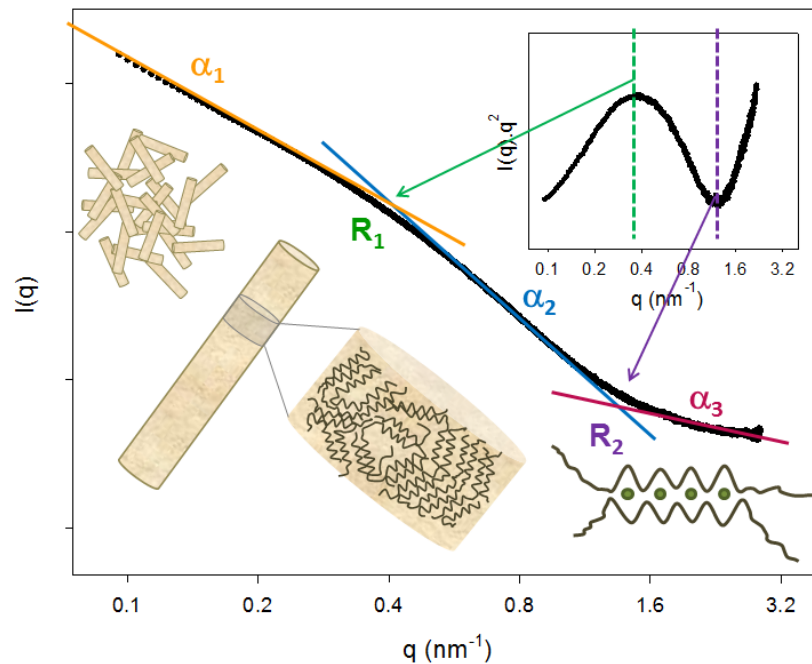 α1
I(q).q2
0.1 0.2 0.4 0.8 1.6 3.2
q (nm-1)
R1
α2
α3
R2
I(q)
0.1 0.2 0.4 0.8 1.6 3.2
q (nm-1)